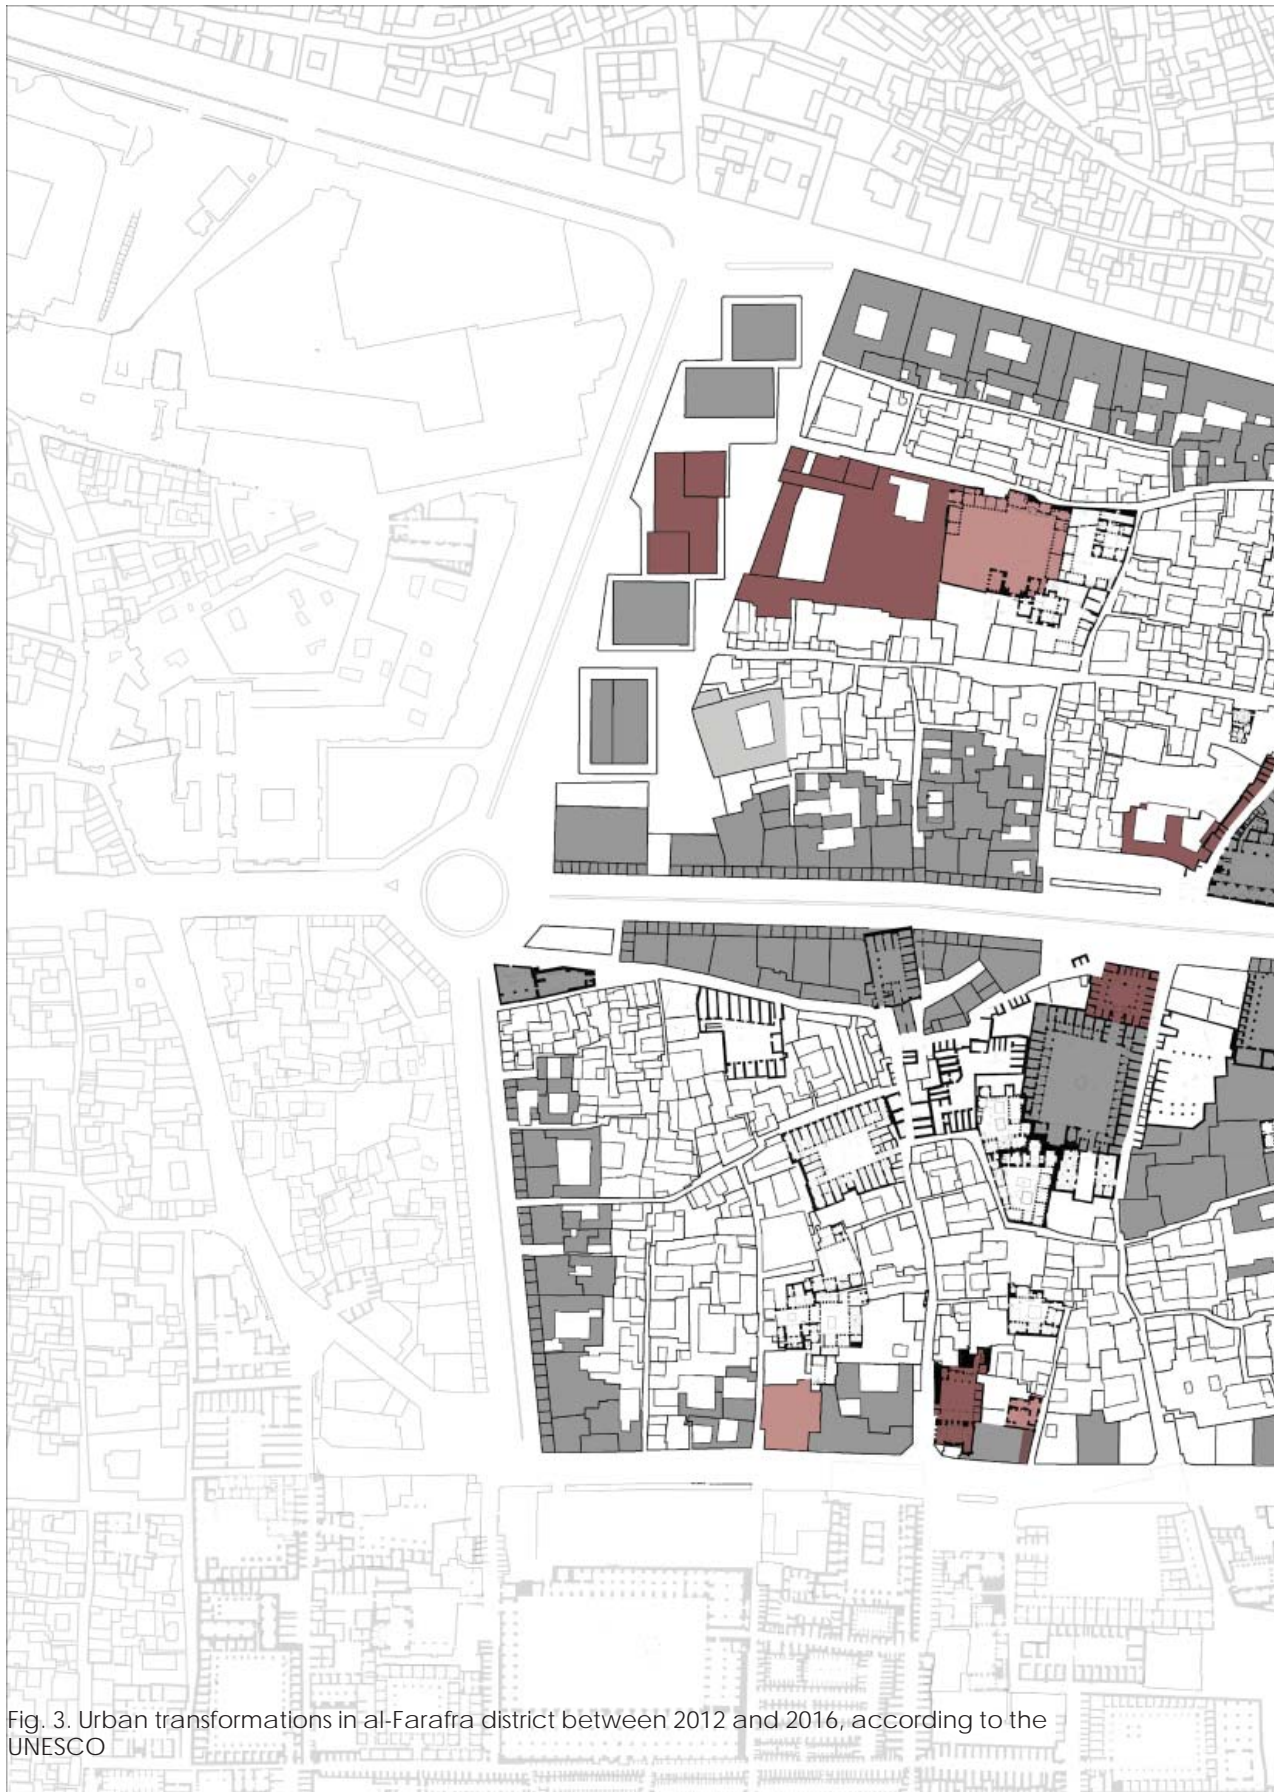 Fig. 3. Urban transformations in al-Farafra district between 2012 and 2016, according to the
UNESCO